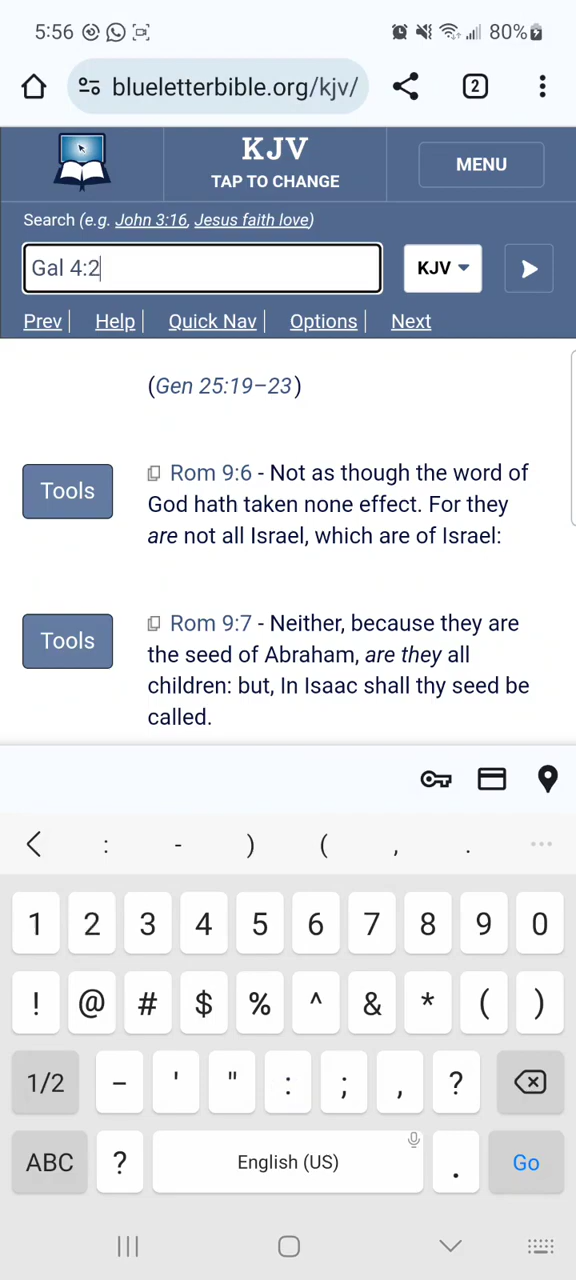 5:56 80%
blueletterbible.org/kjv/ 2
KJV
TAP TO CHANGE
MENU
Search (e.g. John 3:16, Jesus faith love)
Gal 4:2
KJV
Prev| Help| Quick Nav| Options| Next
(Gen 25:19–23)
Tools
Rom 9:6 - Not as though the word of
God hath taken none effect. For they
are not all Israel, which are of Israel:
Tools
Rom 9:7 - Neither, because they are
the seed of Abraham, are they all
children: but, In Isaac shall thy seed be
called.
: - ) ( , . ...
1 2 3 4 5 6 7 8 9 0
! @ # $ % ^ & * ( )
1/2 – ' " : ; , ?
ABC ? English (US) . Go